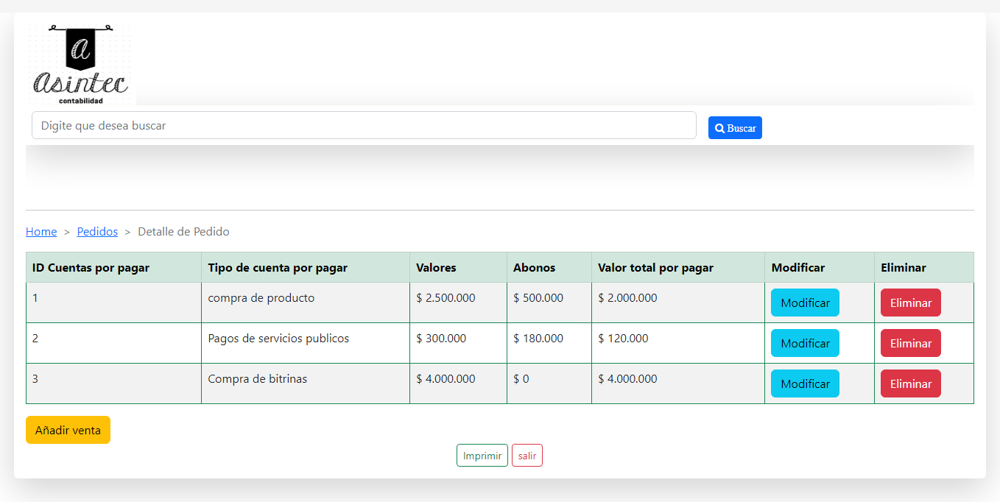 a
asintec
contabilidad
Digite que desea buscar
Buscar
Home > Pedidos > Detalle de Pedido
ID Cuentas por pagar Tipo de cuenta por pagar Valores Abonos Valor total por pagar Modificar Eliminar
1 compra de producto $ 2.500.000 $ 500.000 $ 2.000.000 Modificar Eliminar
2 Pagos de servicios publicos $ 300.000 $ 180.000 $ 120.000 Modificar Eliminar
3 Compra de bitrinas $ 4.000.000 $ 0 $ 4.000.000 Modificar Eliminar
Añadir venta
Imprimir salir